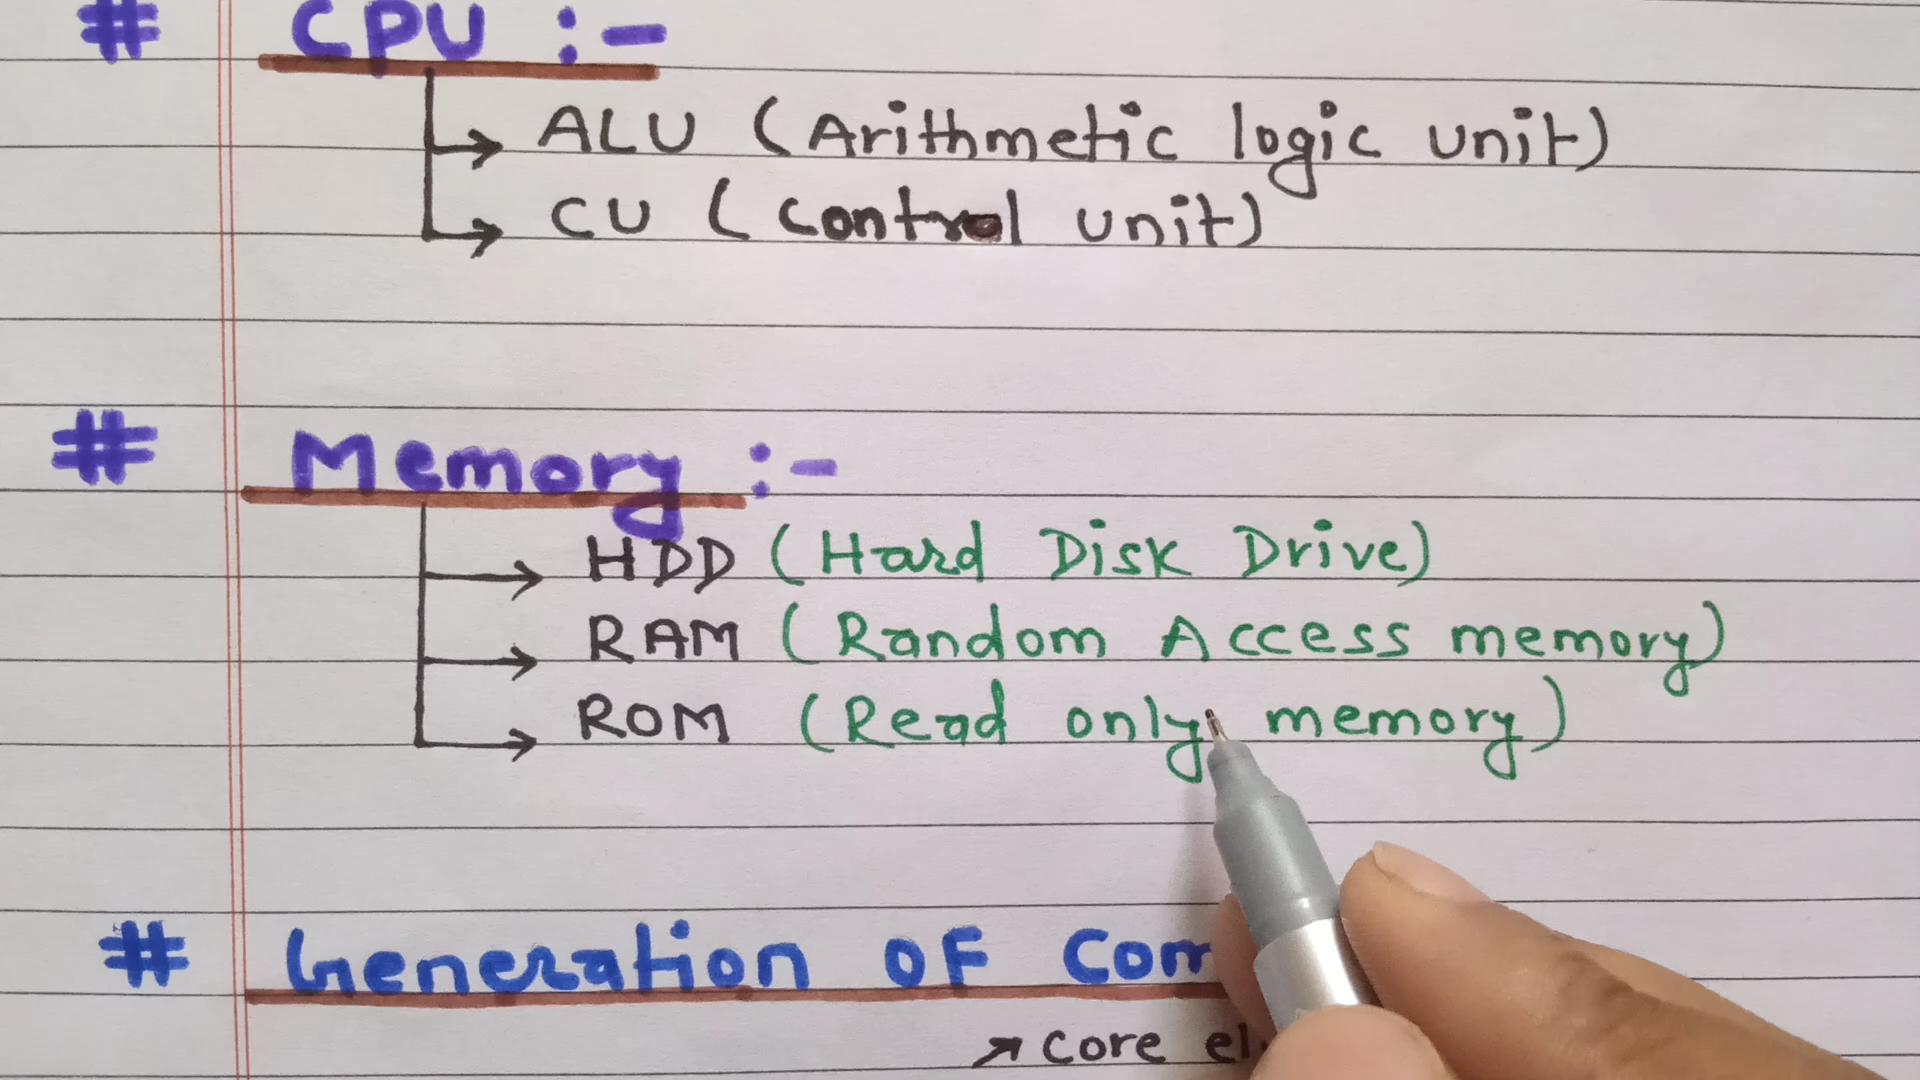 # CPU :-
ALU (Arithmetic logic unit)
CU (control unit)
# Memory :-
HDD (Hard Disk Drive)
RAM (Random Access memory)
ROM (Read only memory)
# Generation OF
core